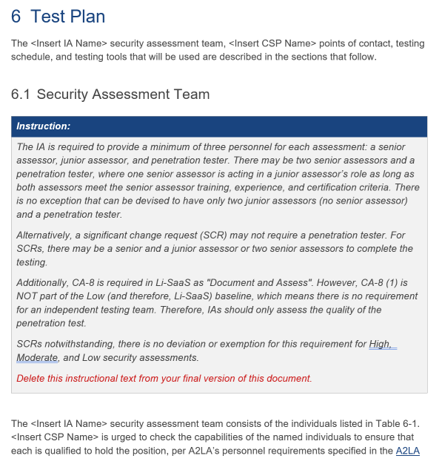 6 Test Plan
The <Insert IA Name> security assessment team, <Insert CSP Name> points of contact, testing
schedule, and testing tools that will be used are described in the sections that follow.
6.1 Security Assessment Team
Instruction:
The IA is required to provide a minimum of three personnel for each assessment: a senior
assessor, junior assessor, and penetration tester. There may be two senior assessors and a
penetration tester, where one senior assessor is acting in a junior assessor's role as long as
both assessors meet the senior assessor training, experience, and certification criteria. There
is no exception that can be devised to have only two junior assessors (no senior assessor)
and a penetration tester.
Alternatively, a significant change request (SCR) may not require a penetration tester. For
SCRs, there may be a senior and a junior assessor or two senior assessors to complete the
testing.
Additionally, CA-8 is required in Li-SaaS as "Document and Assess". However, CA-8 (1) is
NOT part of the Low (and therefore, Li-SaaS) baseline, which means there is no requirement
for an independent testing team. Therefore, IAs should only assess the quality of the
penetration test.
SCRs notwithstanding, there is no deviation or exemption for this requirement for High,
Moderate, and Low security assessments.
Delete this instructional text from your final version of this document.
The <Insert IA Name> security assessment team consists of the individuals listed in Table 6-1.
<Insert CSP Name> is urged to check the capabilities of the named individuals to ensure that
each is qualified to hold the position, per A2LA's personnel requirements specified in the A2LA